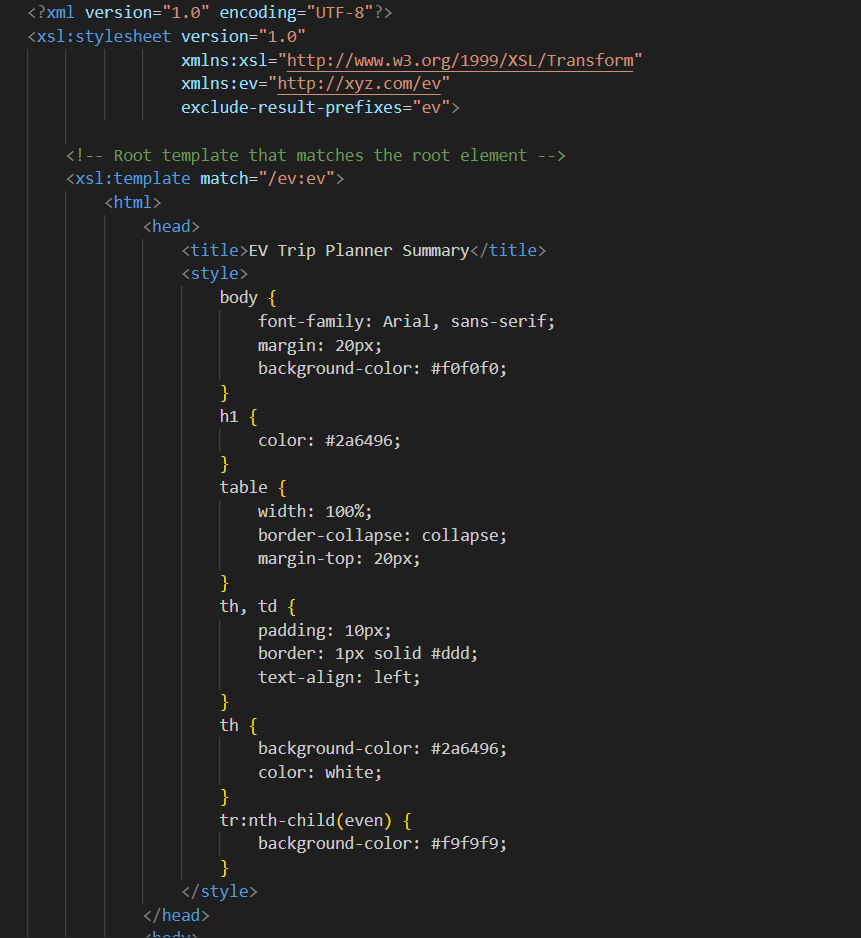 <?xml version="1.0" encoding="UTF-8"?>
<xsl:stylesheet version="1.0"
xmlns:xsl="http://www.w3.org/1999/XSL/Transform"
xmlns:ev="http://xyz.com/ev"
exclude-result-prefixes="ev">
<!-- Root template that matches the root element -->
<xsl:template match="/ev:ev">
<html>
<head>
<title>EV Trip Planner Summary</title>
<style>
body {
font-family: Arial, sans-serif;
margin: 20px;
background-color: #f0f0f0;
}
h1 {
color: #2a6496;
}
table {
width: 100%;
border-collapse: collapse;
margin-top: 20px;
}
th, td {
padding: 10px;
border: 1px solid #ddd;
text-align: left;
}
th {
background-color: #2a6496;
color: white;
}
tr:nth-child(even) {
background-color: #f9f9f9;
}
</style>
</head>
<body>